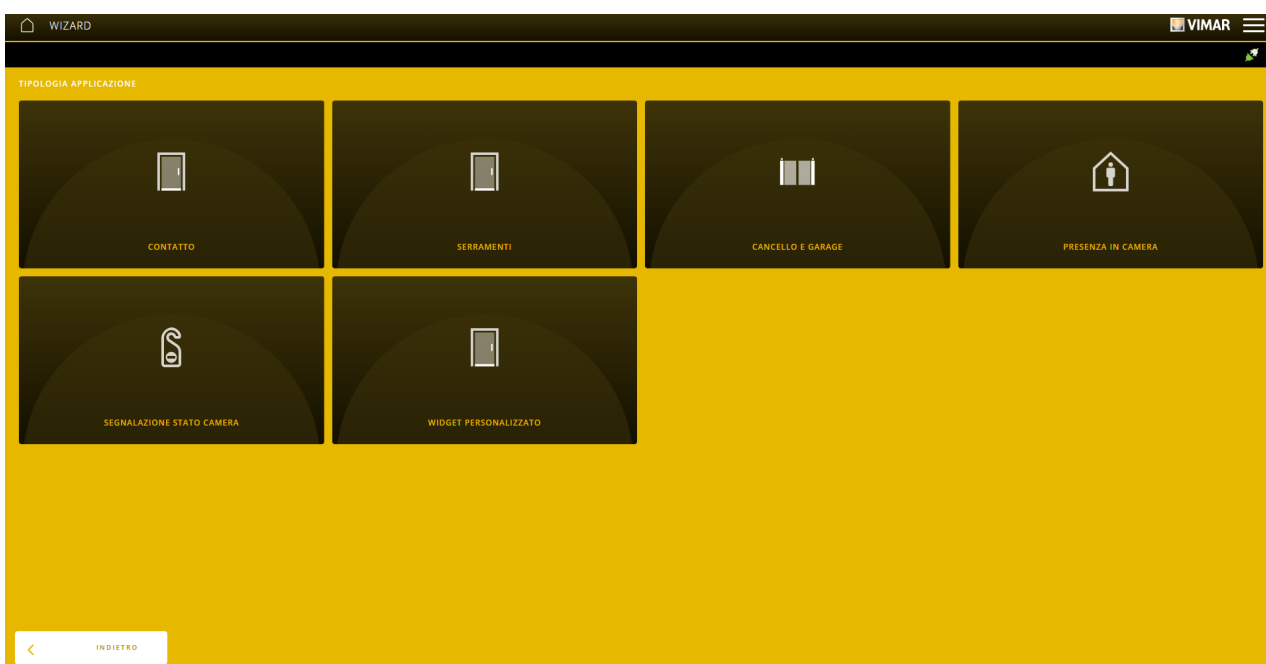 WIZARD
VIMAR
TIPOLOGIA APPLICAZIONE
CONTATTO
SERRAMENTI
CANCELLO E GARAGE
PRESENZA IN CAMERA
SEGNALAZIONE STATO CAMERA
WIDGET PERSONALIZZATO
INDIETRO